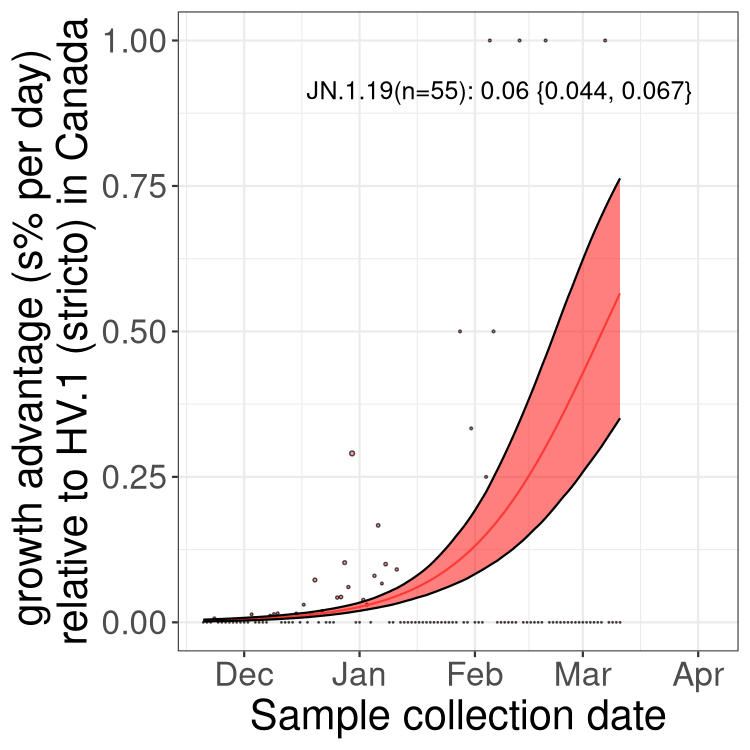 growth advantage (s% per day)
relative to HV.1 (stricto) in Canada
1.00
0.75
0.50
0.25
0.00
JN.1.19(n=55): 0.06 {0.044, 0.067}
Dec Jan Feb Mar Apr
Sample collection date